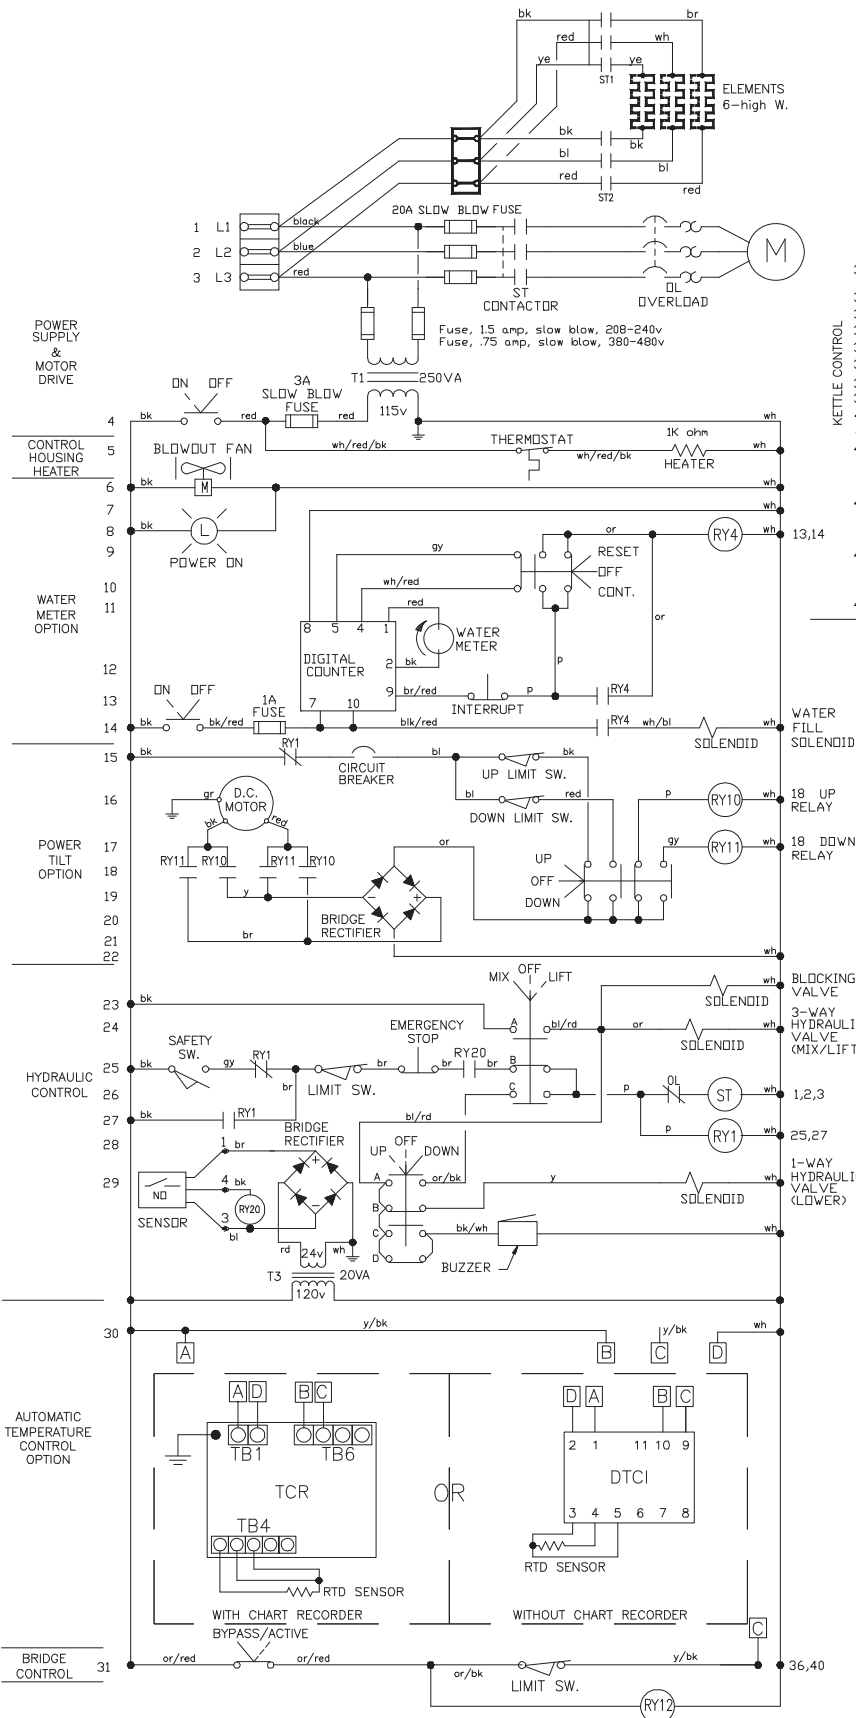 bk
br
red
wh
ye
ye
ST1
ELEMENTS
6-high W.
bk
bk
bl
bl
red
red
ST2
20A SLOW BLOW FUSE
1 L1
black
2 L2
blue
3 L3
red
M
ST
CONTACTOR
OL
OVERLOAD
POWER
SUPPLY
&
MOTOR
DRIVE
Fuse, 1.5 amp, slow blow, 208-240v
Fuse, .75 amp, slow blow, 380-480v
KETTLE CONTROL
T1
250VA
115v
ON OFF
3A
SLOW BLOW
FUSE
4
bk
red
red
wh
CONTROL
HOUSING
HEATER
5
BLOWOUT FAN
wh/red/bk
THERMOSTAT
wh/red/bk
1K ohm
HEATER
wh
6
bk
M
wh
7
wh
8
bk
L
POWER ON
or
RY4
wh
13,14
9
gy
RESET
OFF
CONT.
10
wh/red
11
red
or
WATER
METER
OPTION
8 5 4 1
DIGITAL
COUNTER
2
bk
WATER
METER
p
12
9
br/red
INTERRUPT
p
RY4
13
7 10
ON OFF
1A
FUSE
14
bk
bk/red
blk/red
RY4
wh/bl
SOLENOID
wh
WATER
FILL
SOLENOID
15
bk
RY1
CIRCUIT
BREAKER
bl
UP LIMIT SW.
bk
16
gr
D.C.
MOTOR
bk
red
bl
DOWN LIMIT SW.
red
p
RY10
wh
18 UP
RELAY
POWER
TILT
OPTION
17
or
gy
RY11
wh
18 DOWN
RELAY
18
RY11 RY10 RY11 RY10
UP
OFF
DOWN
19
y
- +
20
BRIDGE
RECTIFIER
21
br
22
wh
MIX OFF LIFT
SOLENOID
wh
BLOCKING
VALVE
23
bk
24
A
bl/rd
or
SOLENOID
wh
3-WAY
HYDRAULI
VALVE
(MIX/LIFT
SAFETY
SW.
EMERGENCY
STOP
HYDRAULIC
CONTROL
25
bk
gy
RY1
br
LIMIT SW.
br
br
RY20
br
B
26
C
p
OL
ST
wh
1,2,3
27
bk
RY1
bl/rd
p
RY1
wh
25,27
28
1
br
BRIDGE
RECTIFIER
+
-
UP OFF DOWN
29
NO
SENSOR
4
bk
RY20
3
bl
A
or/bk
B
y
SOLENOID
wh
1-WAY
HYDRAULI
VALVE
(LOWER)
C
bk/wh
BUZZER
wh
D
rd
24v
wh
T3
20VA
120v
30
y/bk
y/bk
wh
A
B
C
D
AUTOMATIC
TEMPERATURE
CONTROL
OPTION
A D B C
TB1 TB6
TCR
TB4
RTD SENSOR
WITH CHART RECORDER
OR
D A B C
2 1 11 10 9
DTCI
3 4 5 6 7 8
RTD SENSOR
WITHOUT CHART RECORDER
C
BRIDGE
CONTROL
31
or/red
BYPASS/ACTIVE
or/red
or/bk
LIMIT SW.
y/bk
36,40
RY12